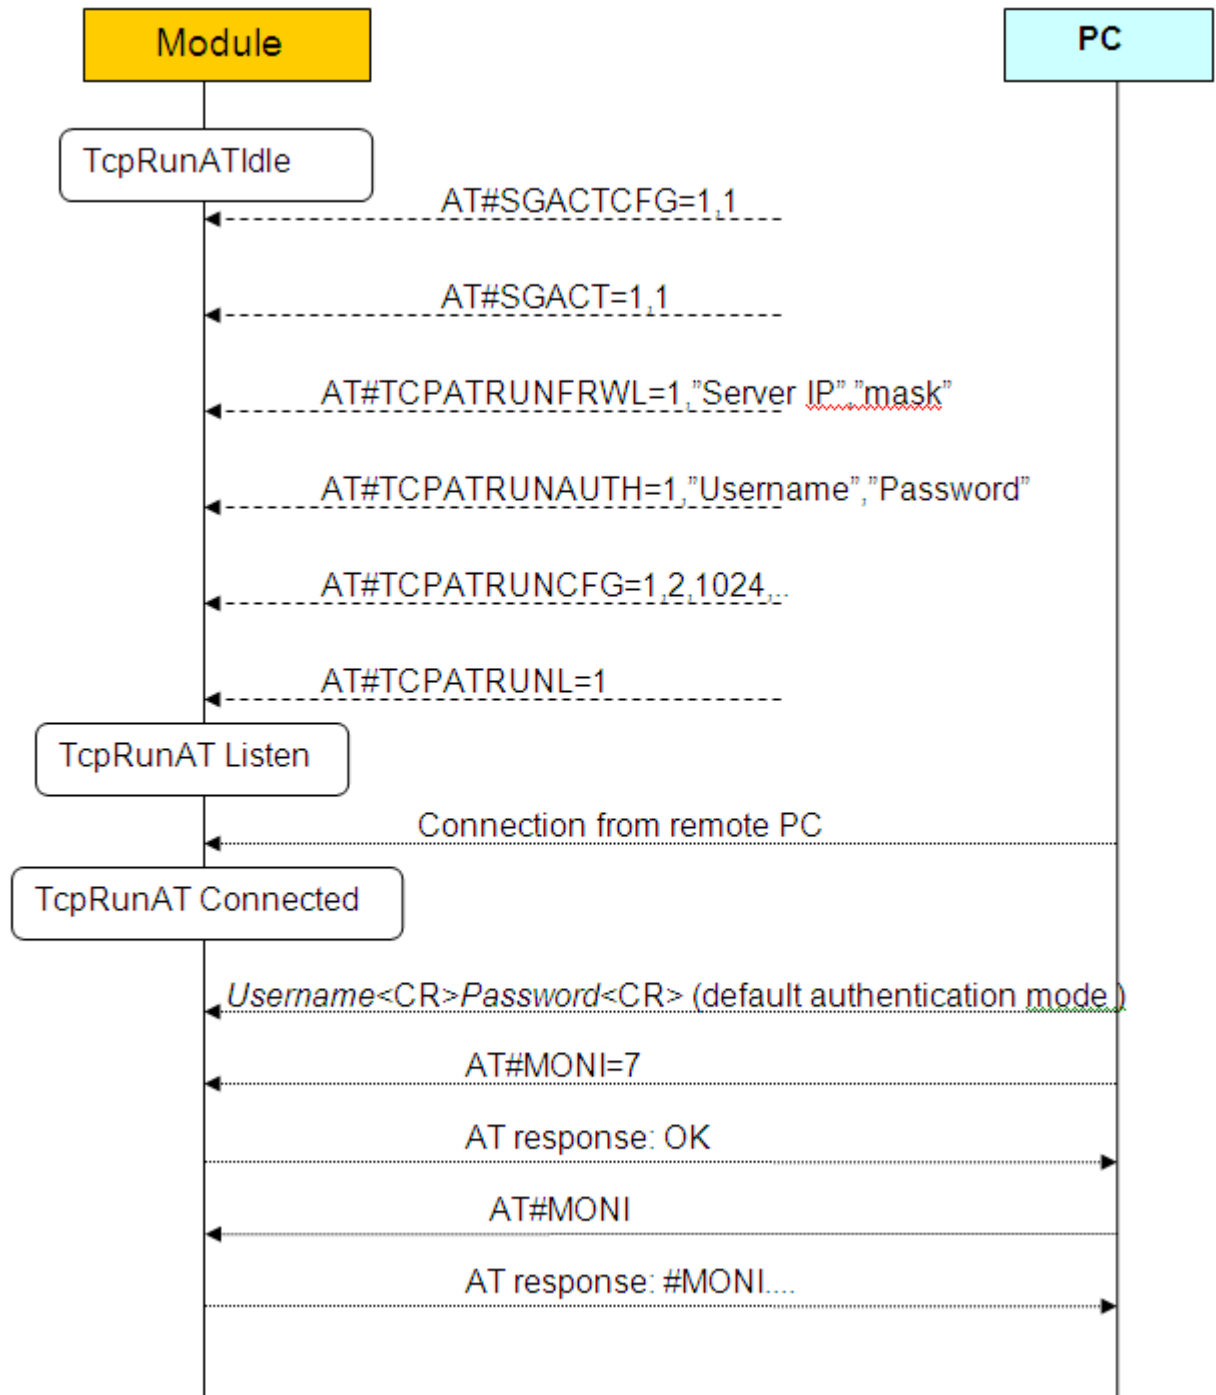 Module
PC
TcpRunATIdle
AT#SGACTCFG=1,1
AT#SGACT=1,1
AT#TCPATRUNFRWL=1,”Server IP”,”mask”
AT#TCPATRUNAUTH=1,”Username”,”Password”
AT#TCPATRUNCFG=1,2,1024,..
AT#TCPATRUNL=1
TcpRunAT Listen
Connection from remote PC
TcpRunAT Connected
Username<CR>Password<CR> (default authentication mode )
AT#MONI=7
AT response: OK
AT#MONI
AT response: #MONI....